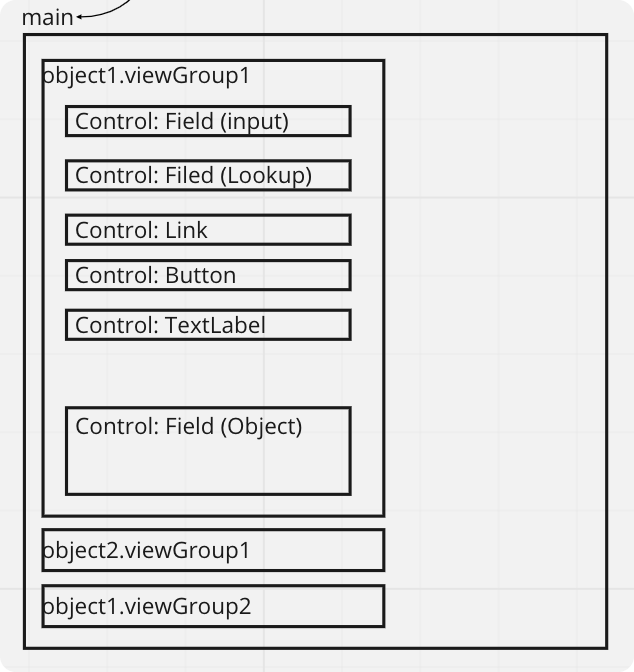 main
object1.viewGroup1
Control: Field (input)
Control: Filed (Lookup)
Control: Link
Control: Button
Control: TextLabel
Control: Field (Object)
object2.viewGroup1
object1.viewGroup2